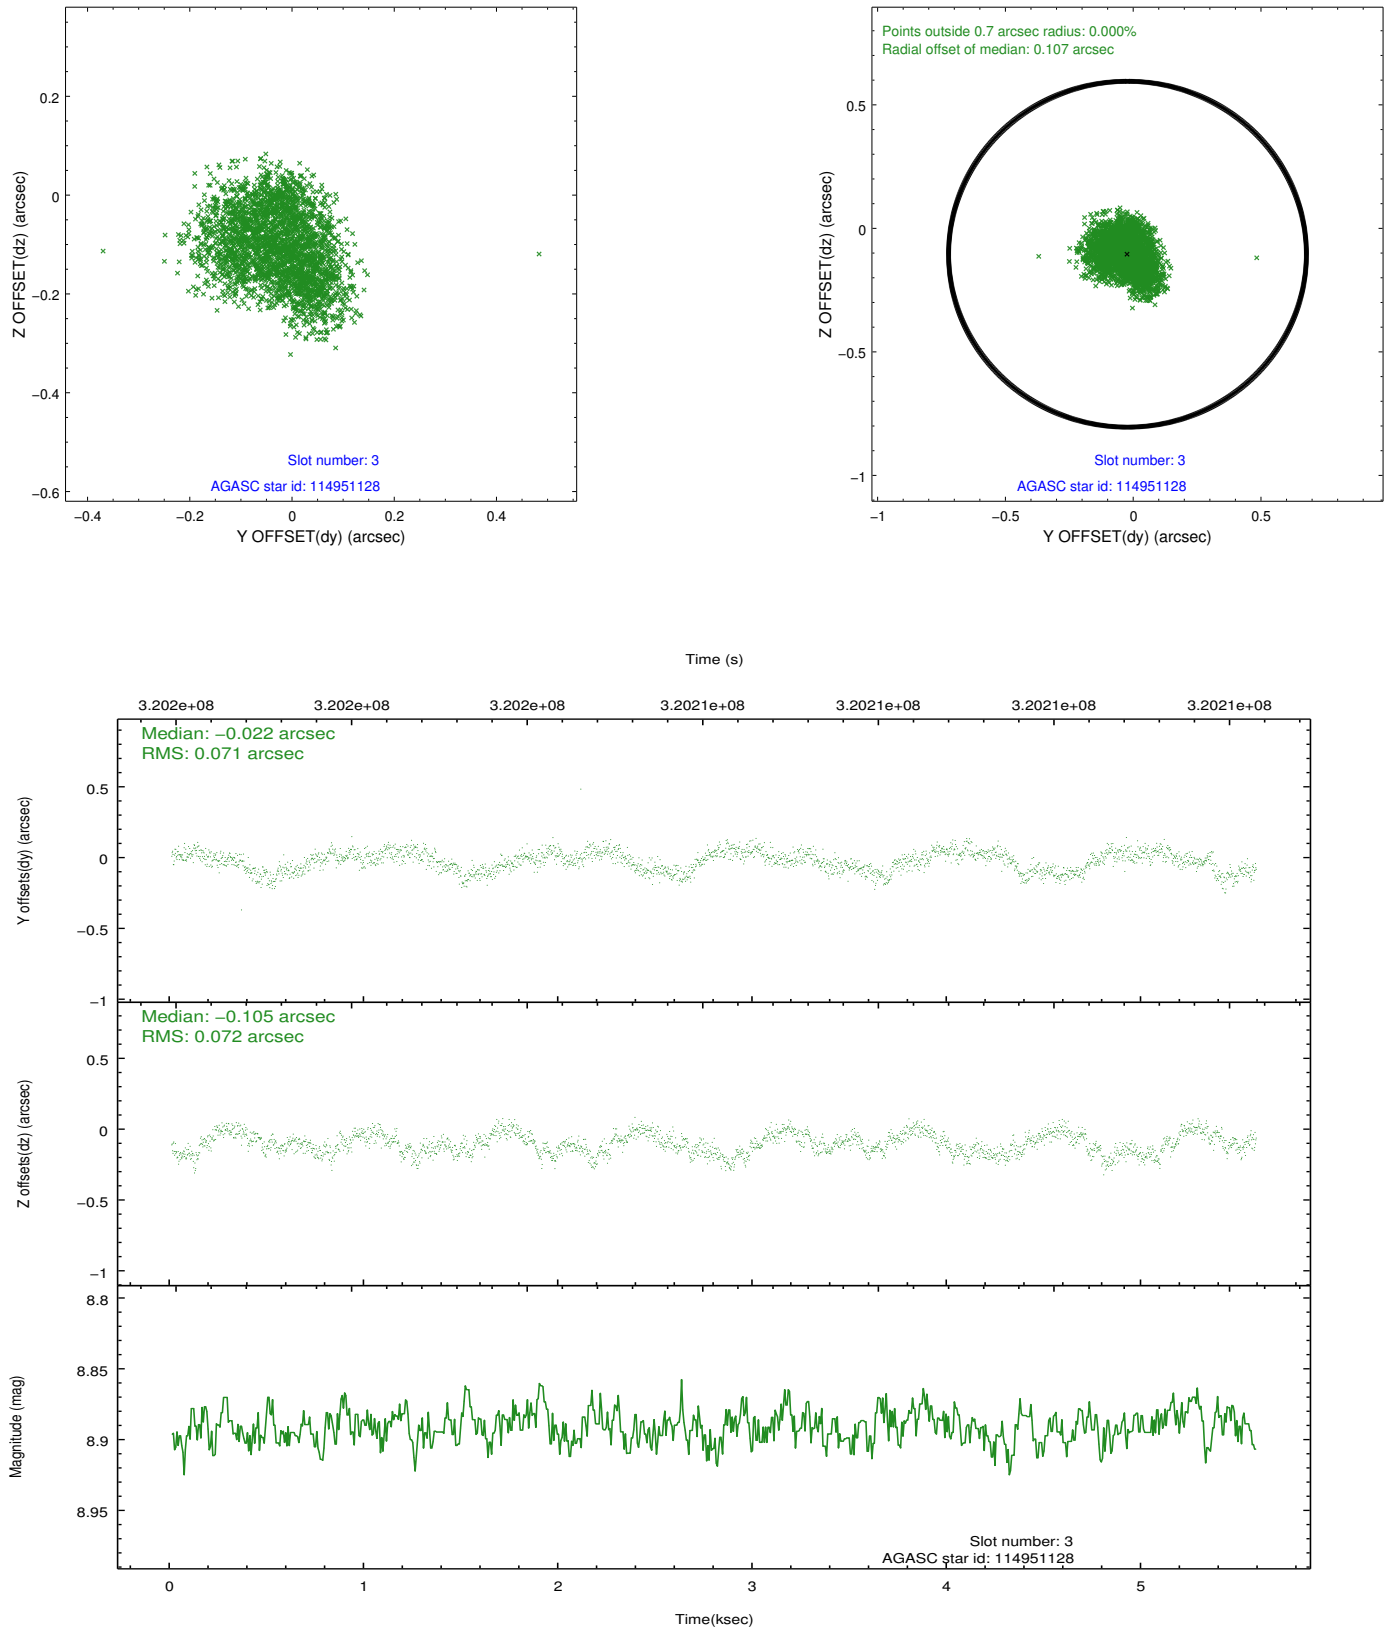 0.2
0
−0.2
−0.4
−0.6
Z OFFSET(dz) (arcsec)
Slot number: 3
AGASC star id: 114951128
−0.4 −0.2 0 0.2 0.4
Y OFFSET(dy) (arcsec)
Points outside 0.7 arcsec radius: 0.000%
Radial offset of median: 0.107 arcsec
0.5
0
−0.5
−1
Z OFFSET(dz) (arcsec)
Slot number: 3
AGASC star id: 114951128
−1 −0.5 0 0.5
Y OFFSET(dy) (arcsec)
Time (s)
3.202e+08 3.202e+08 3.202e+08 3.2021e+08 3.2021e+08 3.2021e+08 3.2021e+08
Median: −0.022 arcsec
RMS: 0.071 arcsec
0.5
0
−0.5
−1
Y offsets(dy) (arcsec)
Median: −0.105 arcsec
RMS: 0.072 arcsec
0.5
0
−0.5
−1
Z offsets(dz) (arcsec)
8.8
8.85
8.9
8.95
Magnitude (mag)
Slot number: 3
AGASC star id: 114951128
0 1 2 3 4 5
Time(ksec)